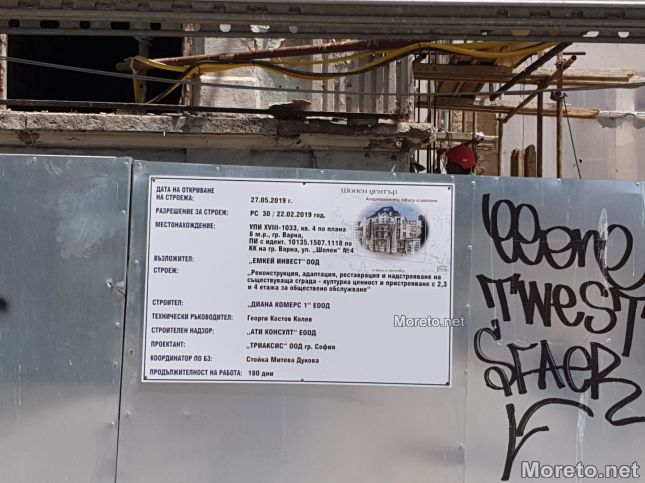 Шопен център
Апартаменти, офиси и магазини
ДАТА НА ОТКРИВАНЕ
НА СТРОЕЖА: 27.05.2019 г.
РАЗРЕШЕНИЕ ЗА СТРОЕЖ: РС 30 / 22.02.2019 год.
МЕСТОНАХОЖДЕНИЕ: УПИ XVIII-1033, кв. 4 по плана
8 м.р., гр. Варна,
ПИ с идент. 10135.1507.1118 по
КК на гр. Варна, ул. „Шопен" №4
ВЪЗЛОЖИТЕЛ: „ЕМКЕЙ ИНВЕСТ" ООД
СТРОЕЖ: "Реконструкция, адаптация, реставрация и надстрояване на
съществуваща сграда - културна ценност и пристрояване с 2,3
и 4 етажа за обществено обслужване"
СТРОИТЕЛ: „ДИАНА КОМЕРС 1" ЕООД
ТЕХНИЧЕСКИ РЪКОВОДИТЕЛ: Георги Костов Колев
СТРОИТЕЛЕН НАДЗОР: „АТИ КОНСУЛТ" ЕООД
ПРОЕКТАНТ: „ТРИАКСИС" ООД гр. София
КООРДИНАТОР ПО БЗ: Стойка Митева Дукова
ПРОДЪЛЖИТЕЛНОСТ НА РАБОТА: 180 дни
Moreto.net
TWEST
SFAER
Moreto.net